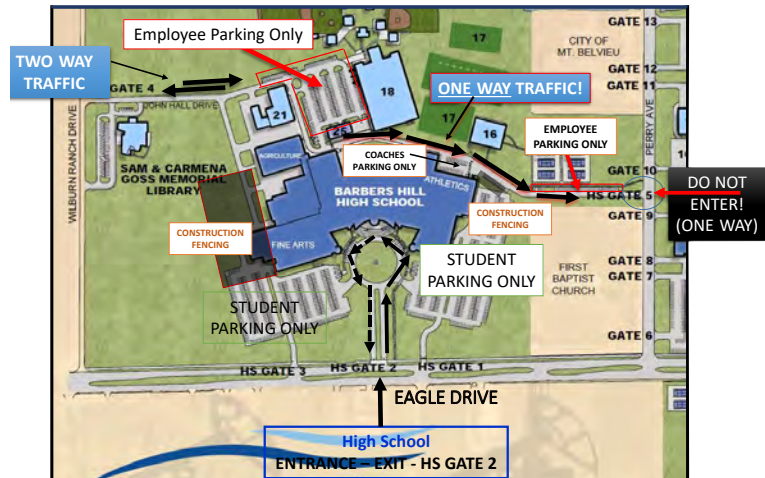 GATE 13
17
CITY OF
MT. BELVIEU
Employee Parking Only
TWO WAY
TRAFFIC
GATE 12
GATE 11
ONE WAY TRAFFIC!
GATE 4
JOHN HALL DRIVE
18
17
21
25
16
EMPLOYEE
PARKING ONLY
PERRY AVE
WILBURN RANCH DRIVE
AGRICULTURE
COACHES
PARKING ONLY
GATE 10
SAM & CARMENA
GOSS MEMORIAL
LIBRARY
ATHLETICS
BARBERS HILL
HIGH SCHOOL
HS GATE 5
DO NOT
ENTER!
(ONE WAY)
GATE 9
CONSTRUCTION
FENCING
CONSTRUCTION
FENCING
FINE ARTS
STUDENT
PARKING ONLY
FIRST
BAPTIST
CHURCH
GATE 8
GATE 7
STUDENT
PARKING ONLY
GATE 6
HS GATE 3
HS GATE 2
HS GATE 1
EAGLE DRIVE
High School
ENTRANCE – EXIT - HS GATE 2